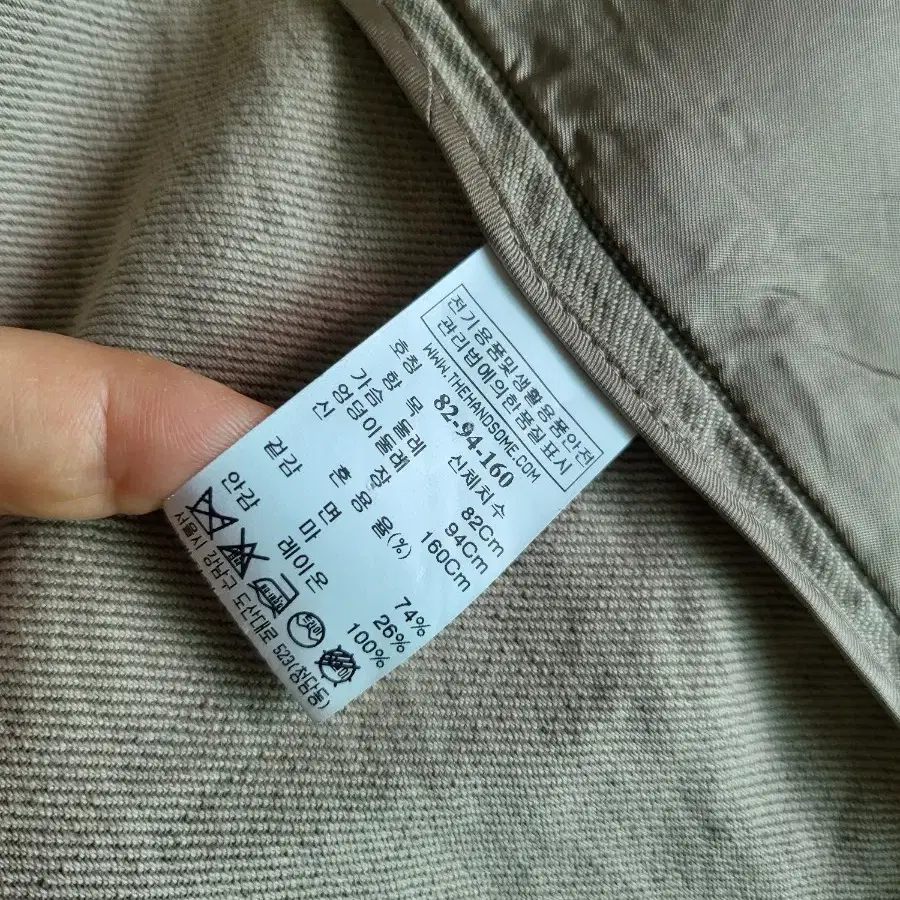 전기용품및생활용품안전
관리법에의한품질표시
WWW.THEHANDSOME.COM
호칭 82-94-160
항목 신체치수
가슴둘레 82Cm
엉덩이둘레 94Cm
신장 160Cm
혼용율(%)
겉감 면 74%
마 26%
안감 레이온 100%
서울시 강남구 도산대로 523(청담동)